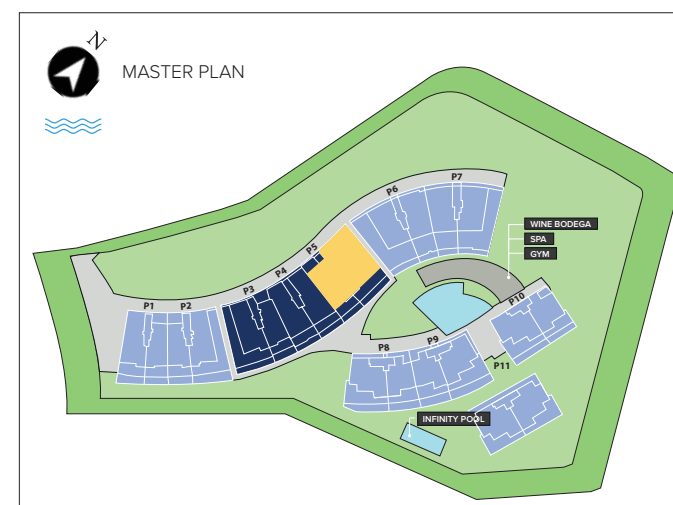 N
MASTER PLAN
P7
P6
P5
P4
P3
P1
P2
WINE BODEGA
SPA
GYM
P10
P9
P8
P11
INFINITY POOL